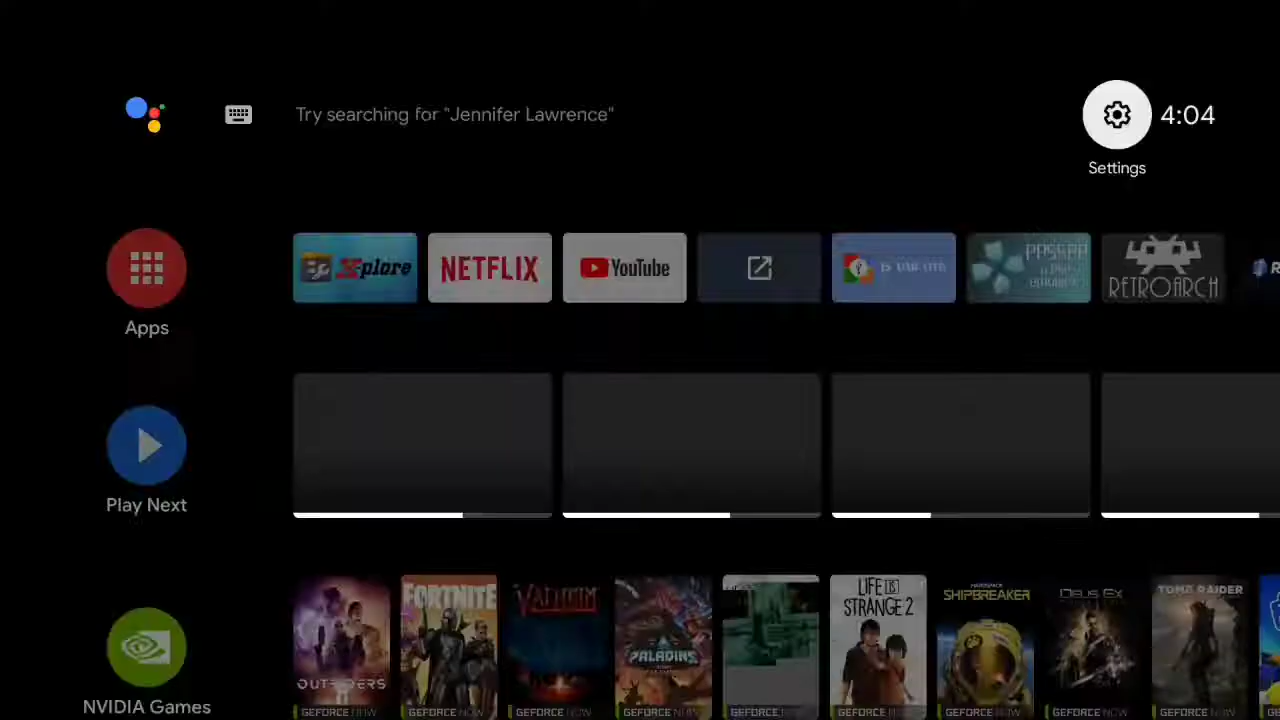 Try searching for "Jennifer Lawrence"
4:04
Settings
X-plore
NETFLIX
YouTube
RETROARCH
Apps
Play Next
OUTRIDERS
FORTNITE
VALHEIM
PALADINS
LIFE IS STRANGE 2
HARDSPACE
SHIPBREAKER
DEUS EX
TOMB RAIDER
GEFORCE NOW
GEFORCE NOW
GEFORCE NOW
GEFORCE NOW
GEFORCE NOW
GEFORCE NOW
GEFORCE NOW
GEFORCE NOW
GEFORCE NOW
NVIDIA Games